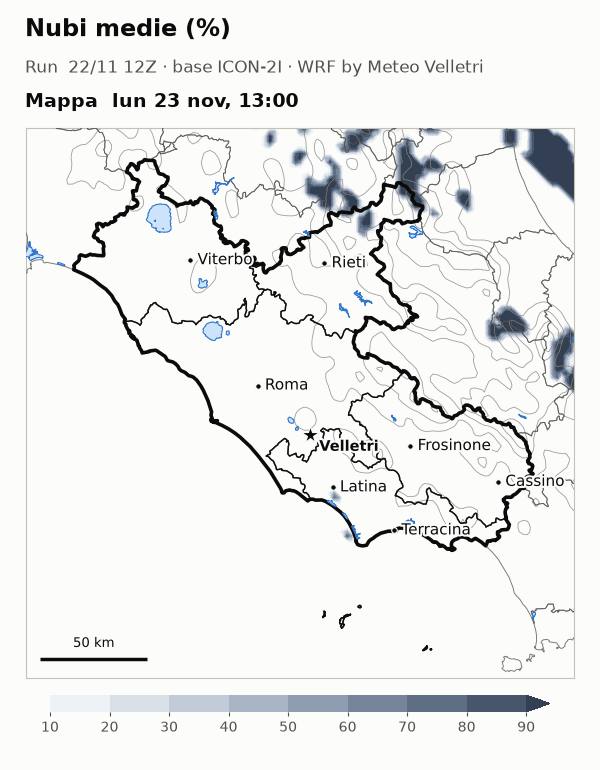 Nubi medie (%)
Run 22/11 12Z · base ICON-2I · WRF by Meteo Velletri
Mappa lun 23 nov, 13:00
Viterbo
Rieti
Roma
Velletri
Frosinone
Cassino
Latina
Terracina
50 km
10 20 30 40 50 60 70 80 90